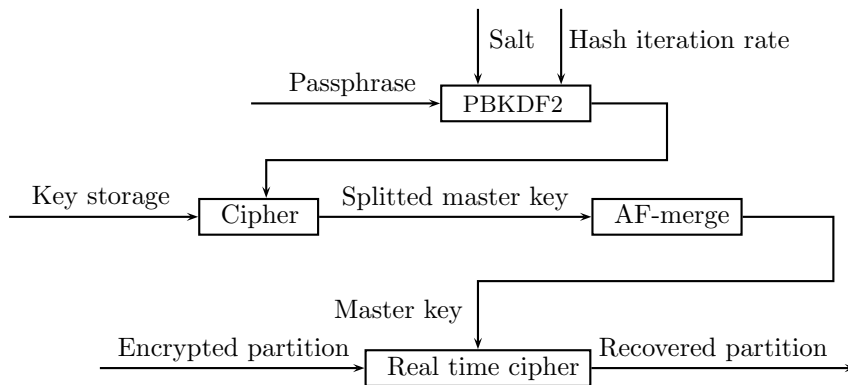 Salt
Hash iteration rate
Passphrase
PBKDF2
Key storage
Cipher
Splitted master key
AF-merge
Master key
Encrypted partition
Real time cipher
Recovered partition